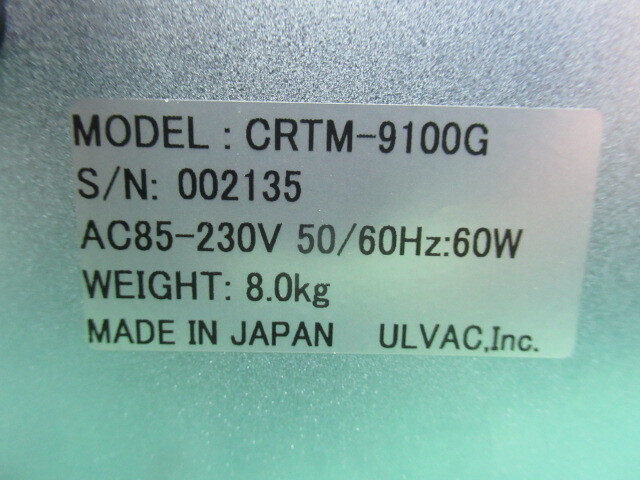 MODEL : CRTM-9100G
S/N: 002135
AC85-230V 50/60Hz:60W
WEIGHT: 8.0kg
MADE IN JAPAN ULVAC,Inc.